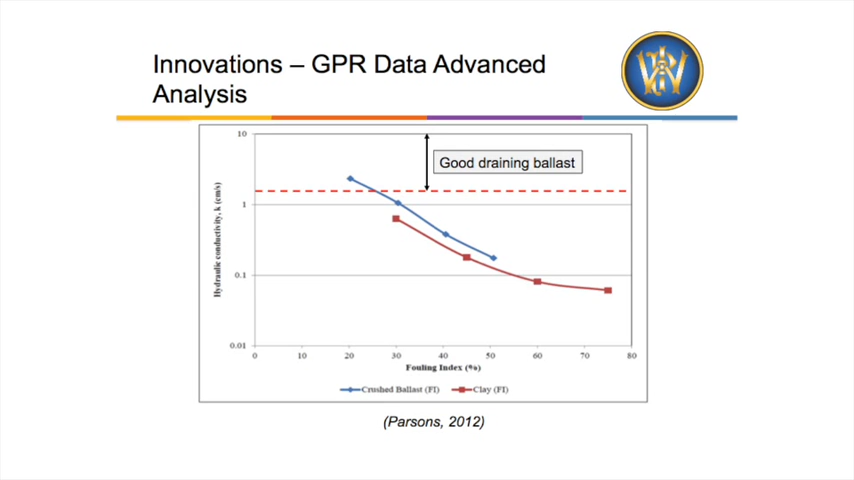 Innovations – GPR Data Advanced
Analysis
Good draining ballast
Hydraulic conductivity, k (cm/s)
10
1
0.1
0.01
0 10 20 30 40 50 60 70 80
Fouling Index (%)
Crushed Ballast (FI) Clay (FI)
(Parsons, 2012)